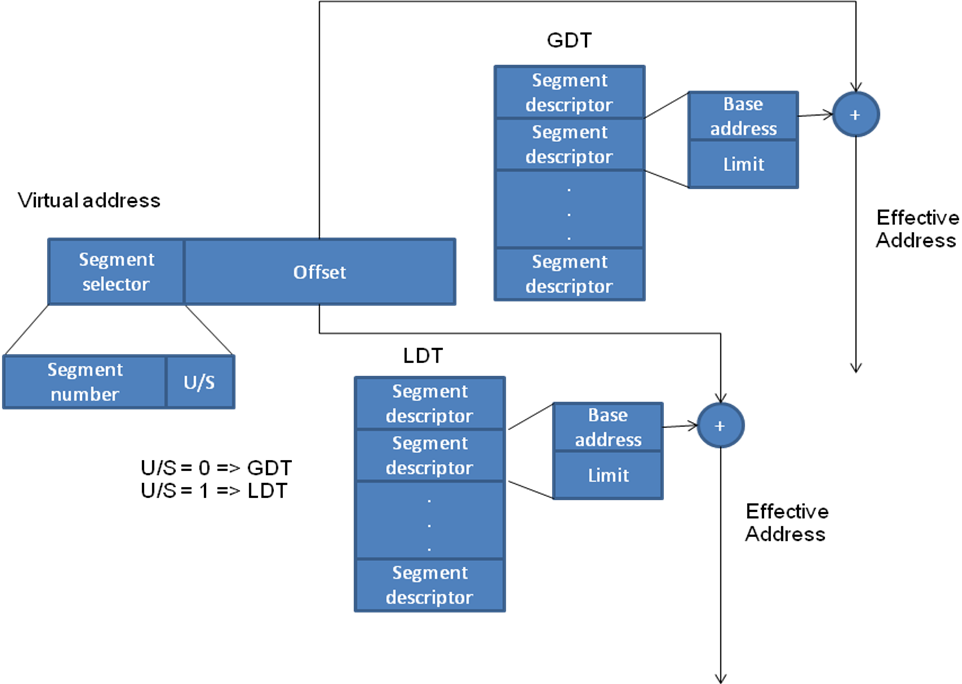 GDT
Segment
descriptor
Segment
descriptor
.
.
.
Segment
descriptor
Base
address
Limit
+
Effective
Address
Virtual address
Segment
selector
Offset
Segment
number
U/S
U/S = 0 => GDT
U/S = 1 => LDT
LDT
Segment
descriptor
Segment
descriptor
.
.
.
Segment
descriptor
Base
address
Limit
+
Effective
Address